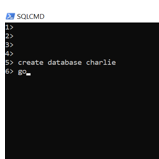 SQLCMD
1>
2>
3>
4>
5> create database charlie
6> go_